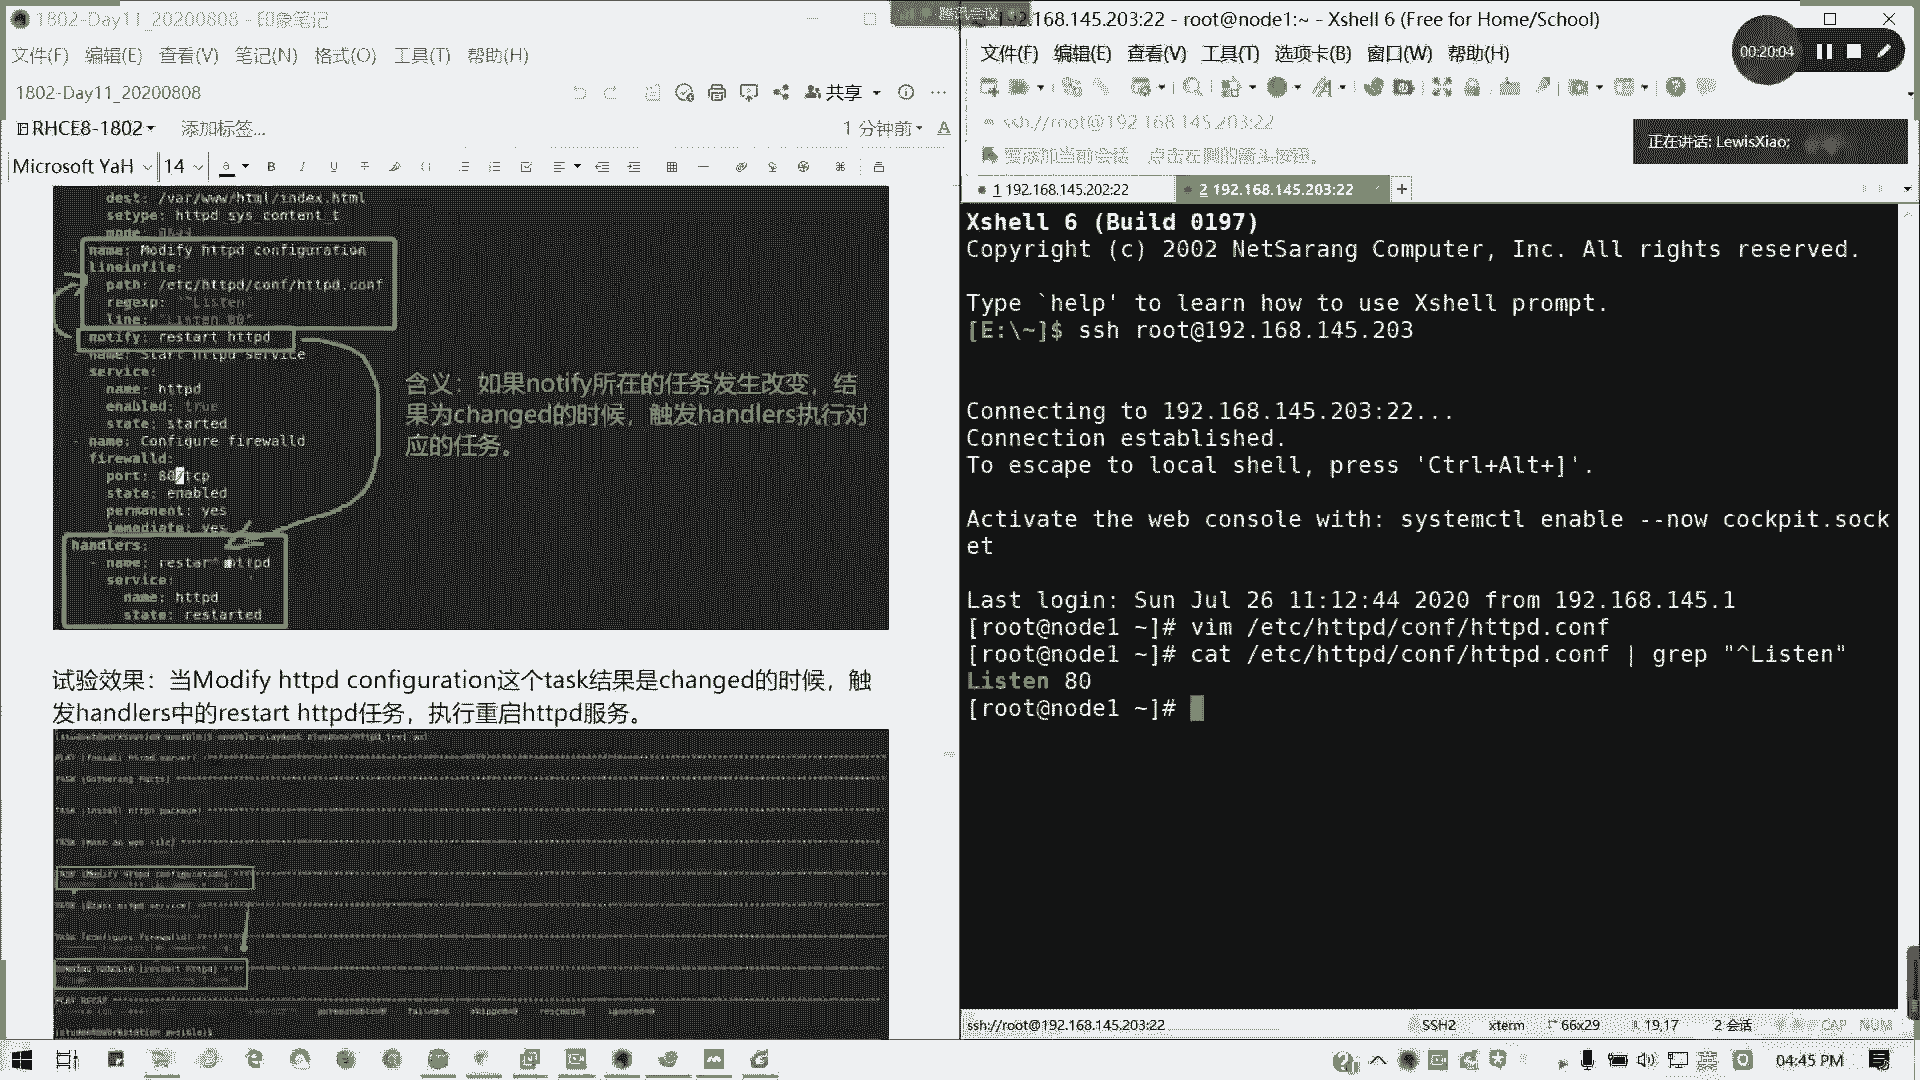 1802-Day11_20200808 - 印象笔记
文件(F) 编辑(E) 查看(V) 笔记(N) 格式(O) 工具(T) 帮助(H)
1802-Day11_20200808
共享
RHCE8-1802
添加标签...
1 分钟前
Microsoft YaH 14
dest: /var/www/html/index.html
setype: httpd_sys_content_t
name: Modify httpd configuration
lineinfile:
path: /etc/httpd/conf/httpd.conf
regexp: "^Listen"
line: "Listen 80"
notify: restart httpd
name: Start httpd service
service:
name: httpd
enabled: true
state: started
- name: Configure firewalld
firewalld:
port: 80/tcp
state: enabled
permanent: yes
immediate: yes
handlers:
- name: restart httpd
service:
name: httpd
state: restarted
含义：如果notify所在的任务发生改变，结
果为changed的时候，触发handlers执行对
应的任务。
试验效果：当Modify httpd configuration这个task结果是changed的时候，触
发handlers中的restart httpd任务，执行重启httpd服务。
腾讯会议
192.168.145.203:22 - root@node1:~ - Xshell 6 (Free for Home/School)
文件(F) 编辑(E) 查看(V) 工具(T) 选项卡(B) 窗口(W) 帮助(H)
00:20:04
ssh://root@192.168.145.203:22
要添加当前会话，点击左侧的箭头按钮。
正在讲话: LewisXiao;
1 192.168.145.202:22
2 192.168.145.203:22
Xshell 6 (Build 0197)
Copyright (c) 2002 NetSarang Computer, Inc. All rights reserved.
Type `help' to learn how to use Xshell prompt.
[E:\~]$ ssh root@192.168.145.203
Connecting to 192.168.145.203:22...
Connection established.
To escape to local shell, press 'Ctrl+Alt+]'.
Activate the web console with: systemctl enable --now cockpit.sock
et
Last login: Sun Jul 26 11:12:44 2020 from 192.168.145.1
[root@node1 ~]# vim /etc/httpd/conf/httpd.conf
[root@node1 ~]# cat /etc/httpd/conf/httpd.conf | grep "^Listen"
Listen 80
[root@node1 ~]#
ssh://root@192.168.145.203:22
SSH2
xterm
66x29
19,17
2 会话
CAP NUM
英
04:45 PM